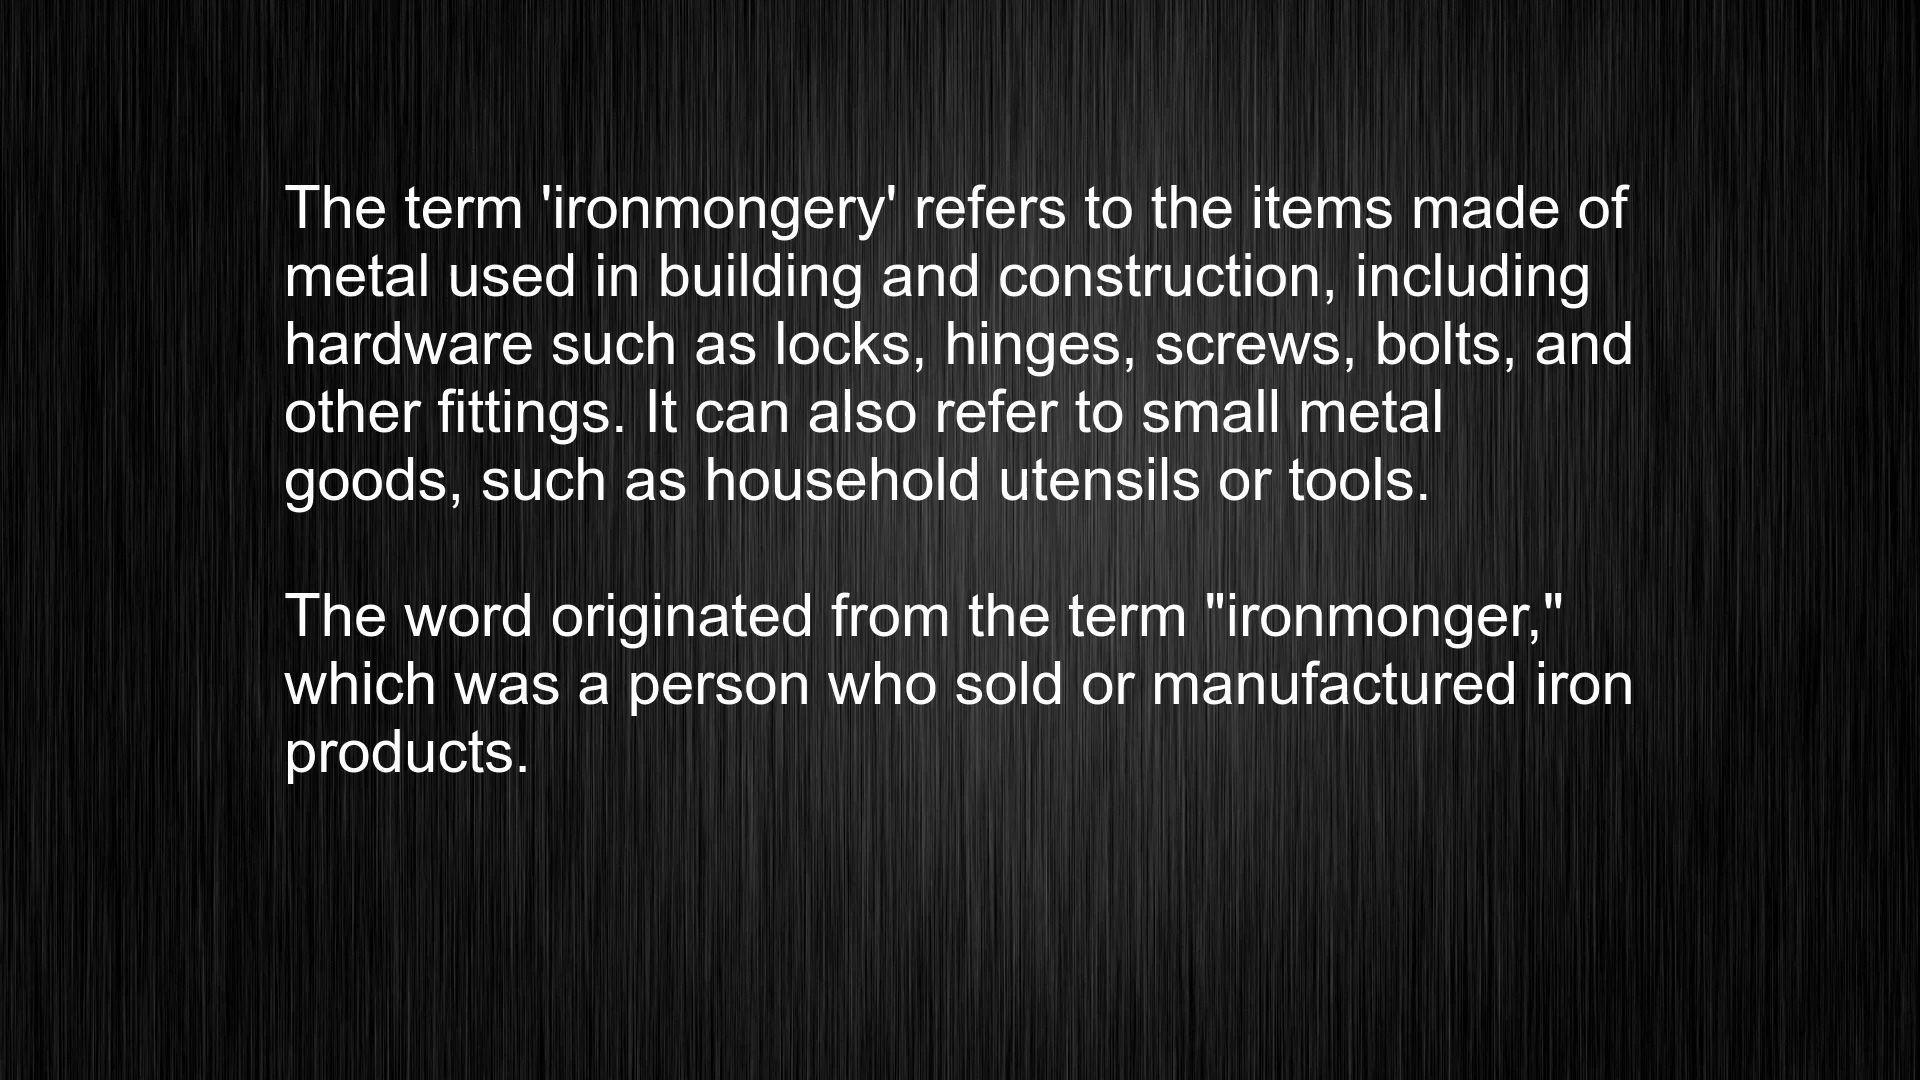 The term 'ironmongery' refers to the items made of
metal used in building and construction, including
hardware such as locks, hinges, screws, bolts, and
other fittings. It can also refer to small metal
goods, such as household utensils or tools.
The word originated from the term "ironmonger,"
which was a person who sold or manufactured iron
products.